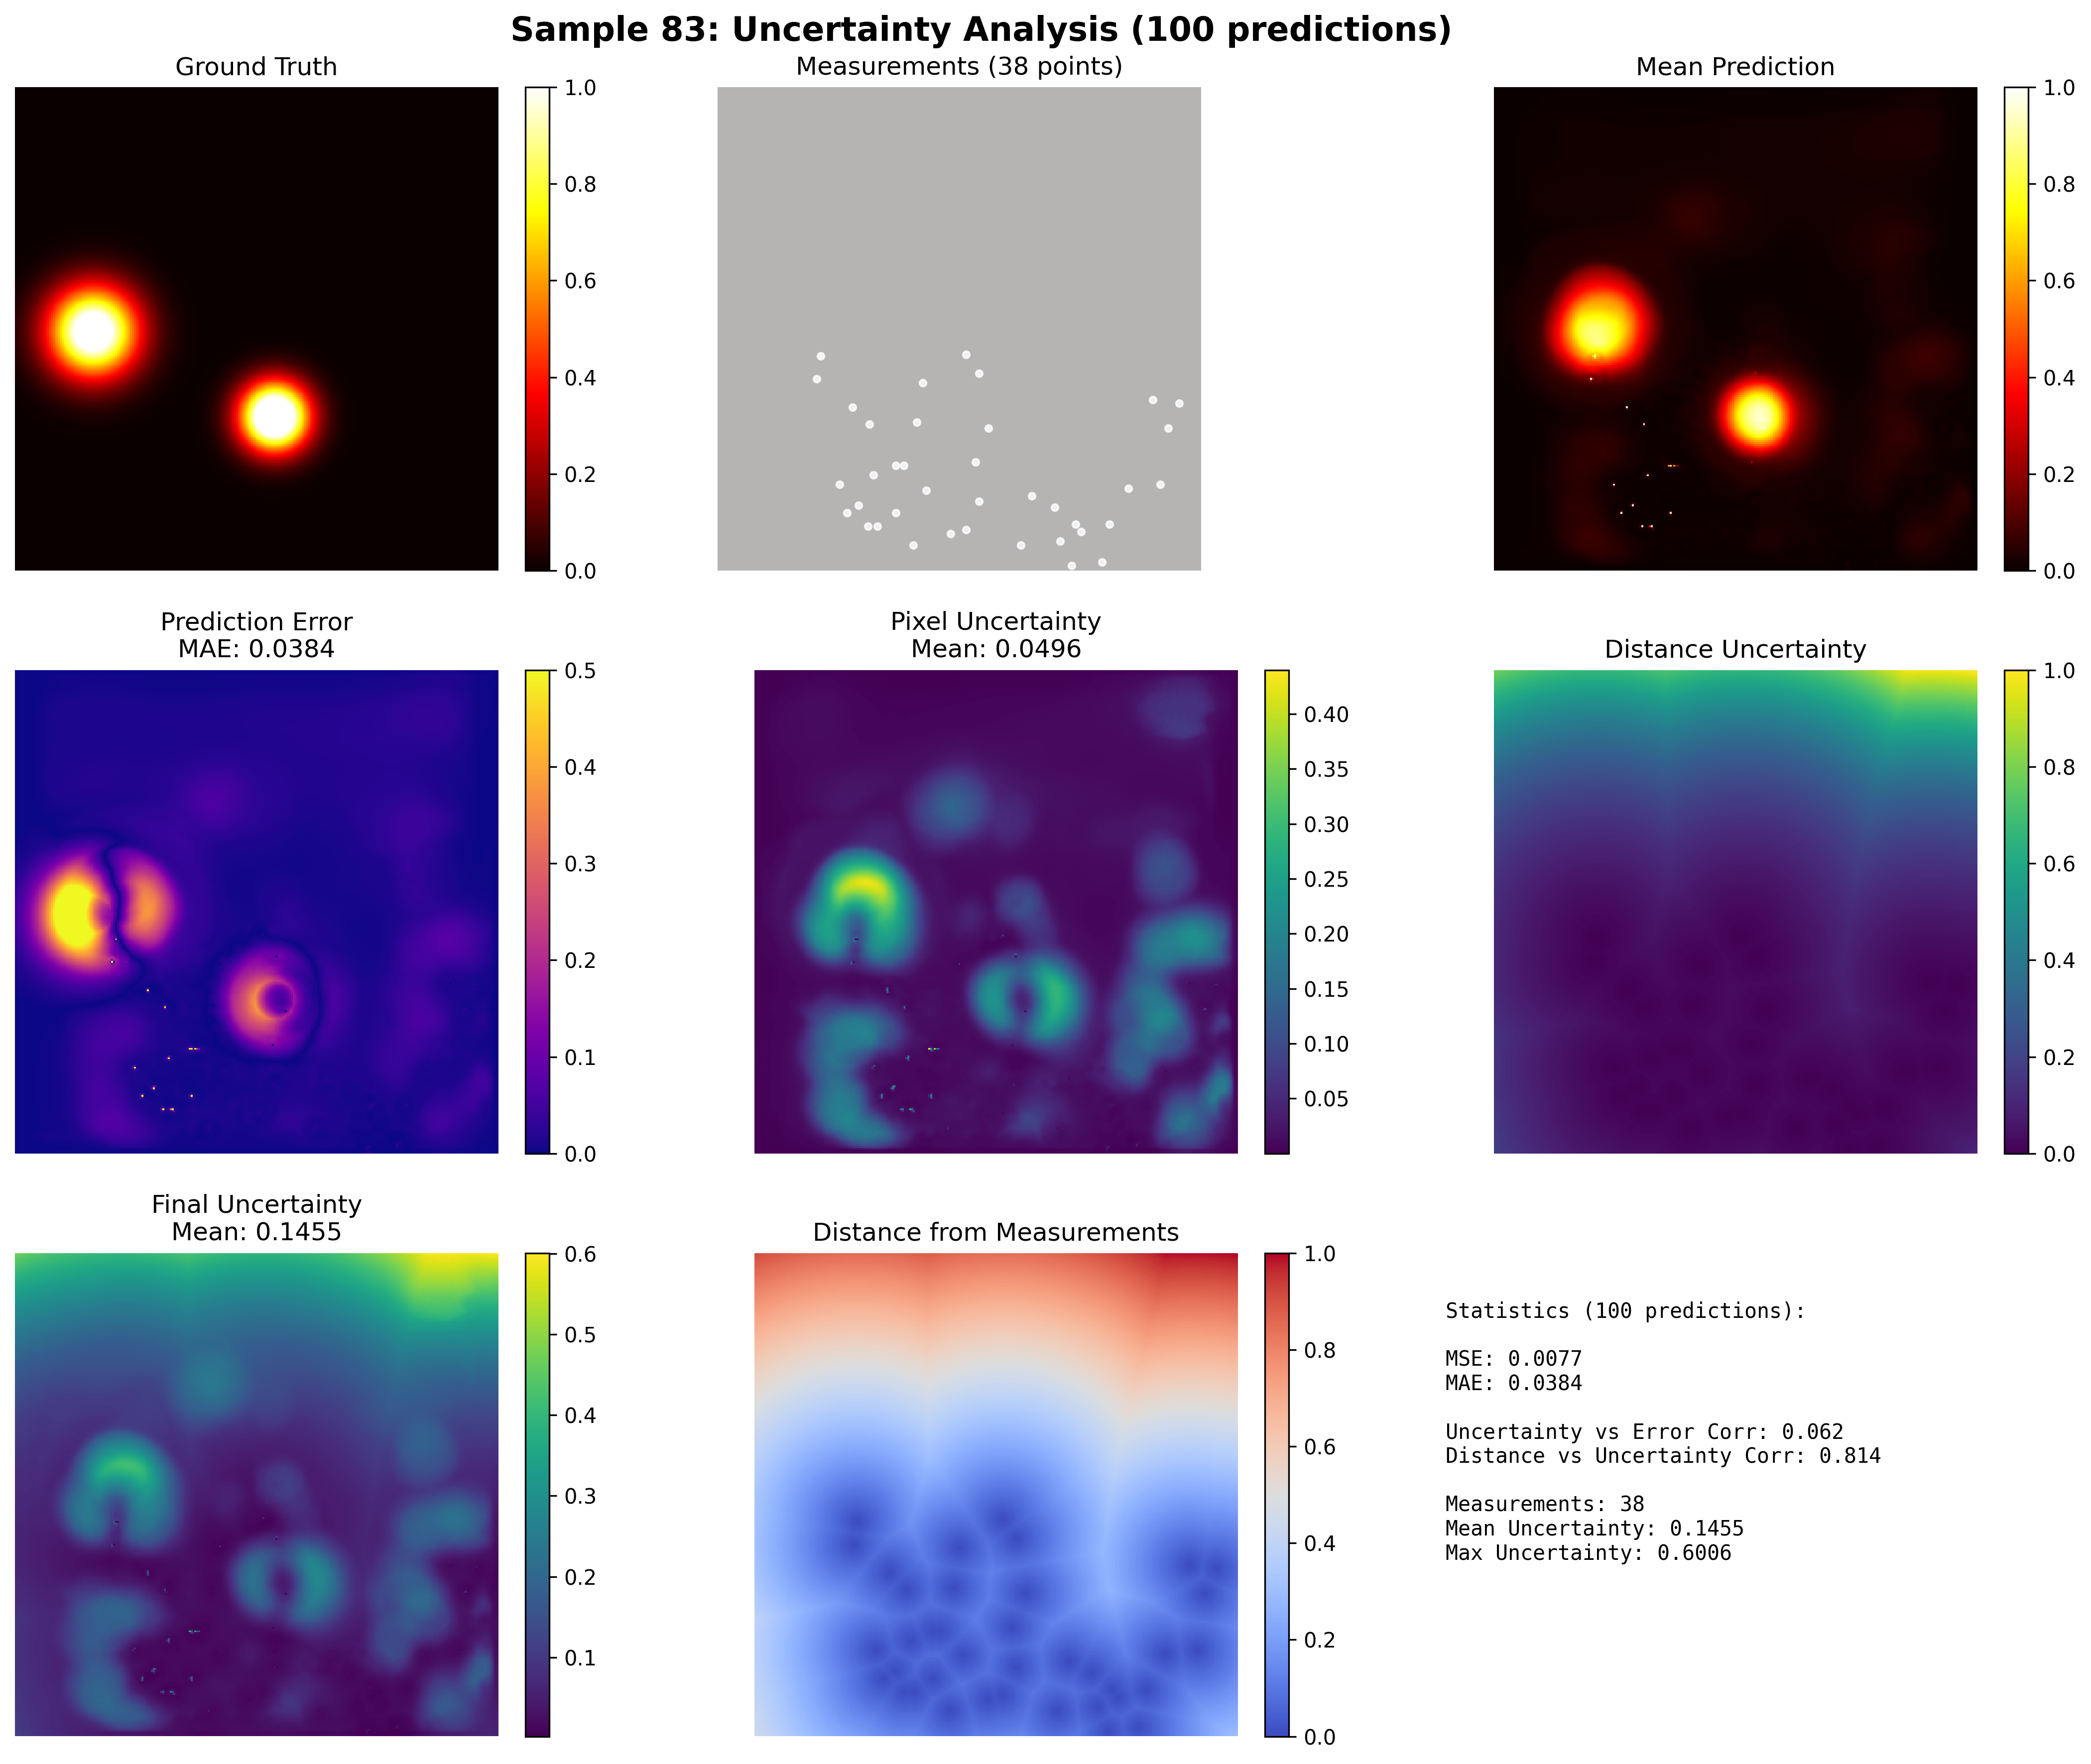 Sample 83: Uncertainty Analysis (100 predictions)
Ground Truth
1.0
0.8
0.6
0.4
0.2
0.0
Measurements (38 points)
Mean Prediction
1.0
0.8
0.6
0.4
0.2
0.0
Prediction Error
MAE: 0.0384
0.5
0.4
0.3
0.2
0.1
0.0
Pixel Uncertainty
Mean: 0.0496
0.40
0.35
0.30
0.25
0.20
0.15
0.10
0.05
Distance Uncertainty
1.0
0.8
0.6
0.4
0.2
0.0
Final Uncertainty
Mean: 0.1455
0.6
0.5
0.4
0.3
0.2
0.1
Distance from Measurements
1.0
0.8
0.6
0.4
0.2
0.0
Statistics (100 predictions):
MSE: 0.0077
MAE: 0.0384
Uncertainty vs Error Corr: 0.062
Distance vs Uncertainty Corr: 0.814
Measurements: 38
Mean Uncertainty: 0.1455
Max Uncertainty: 0.6006